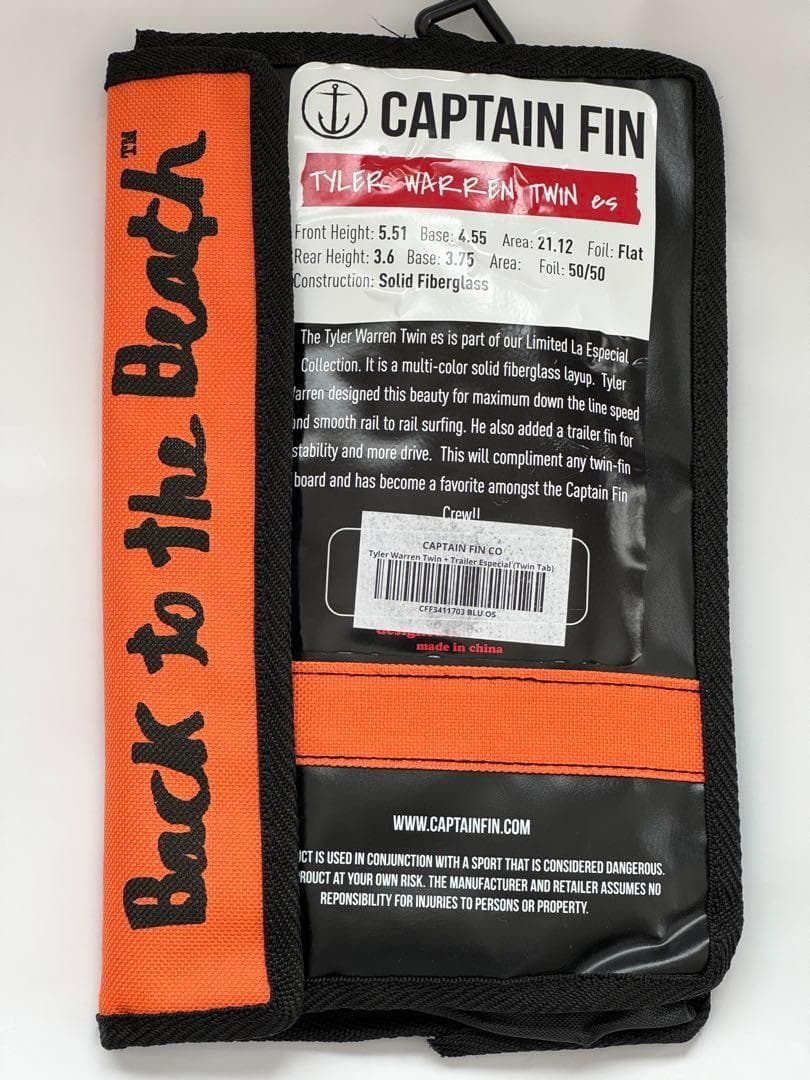 Back to the Beach™
CAPTAIN FIN
TYLER WARREN TWIN es
Front Height: 5.51 Base: 4.55 Area: 21.12 Foil: Flat
Rear Height: 3.6 Base: 3.75 Area: Foil: 50/50
Construction: Solid Fiberglass
The Tyler Warren Twin es is part of our Limited La Especial
Collection. It is a multi-color solid fiberglass layup. Tyler
arren designed this beauty for maximum down the line speed
nd smooth rail to rail surfing. He also added a trailer fin for
stability and more drive. This will compliment any twin-fin
board and has become a favorite amongst the Captain Fin
Crew!!
CAPTAIN FIN CO
Tyler Warren Twin + Trailer Especial (Twin Tab)
CFF3411703 BLU OS
made in china
WWW.CAPTAINFIN.COM
CT IS USED IN CONJUNCTION WITH A SPORT THAT IS CONSIDERED DANGEROUS.
ROUCT AT YOUR OWN RISK. THE MANUFACTURER AND RETAILER ASSUMES NO
REPONSIBILITY FOR INJURIES TO PERSONS OR PROPERTY.